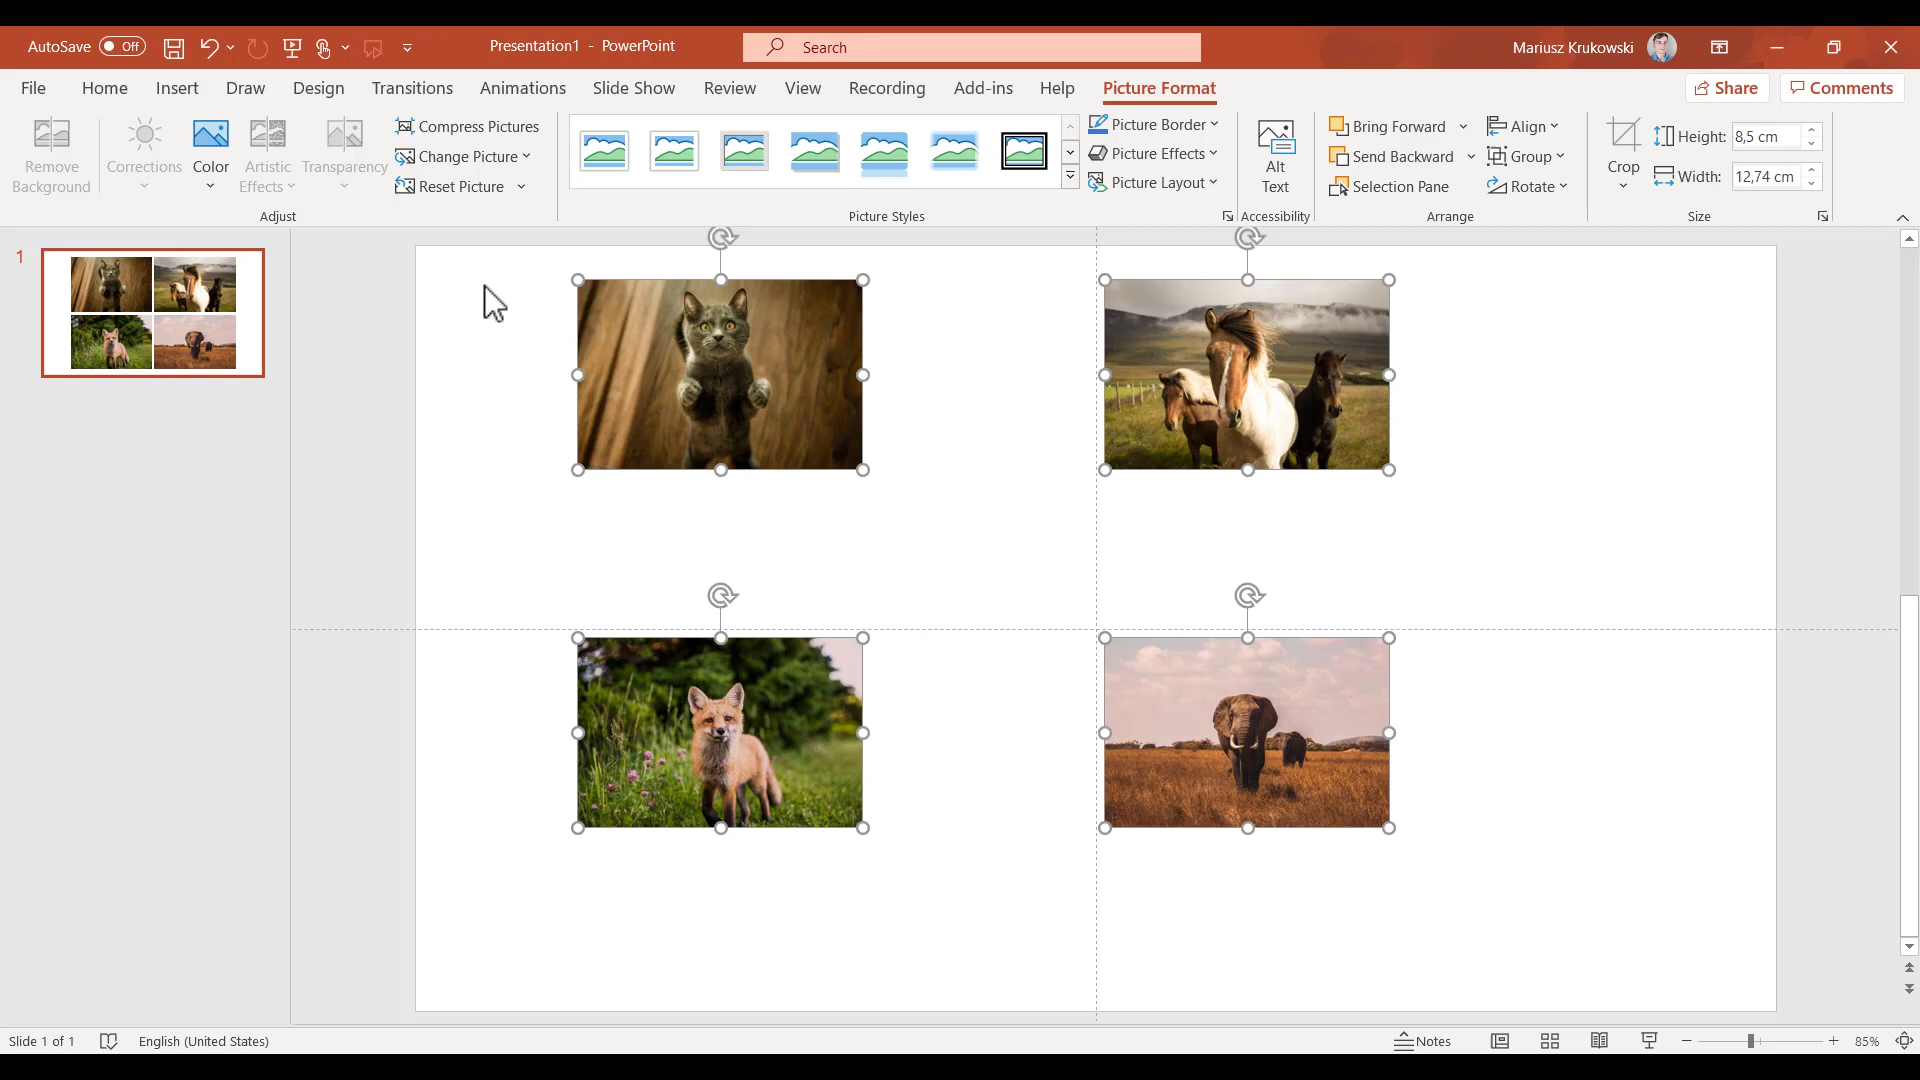 AutoSave Off Presentation1 - PowerPoint Search Mariusz Krukowski
File Home Insert Draw Design Transitions Animations Slide Show Review View Recording Add-ins Help Picture Format Share Comments
Remove Background
Corrections
Color
Artistic Effects
Transparency
Compress Pictures
Change Picture
Reset Picture
Adjust
Picture Styles
Picture Border
Picture Effects
Picture Layout
Alt Text
Accessibility
Bring Forward
Send Backward
Selection Pane
Align
Group
Rotate
Arrange
Crop
Height: 8,5 cm
Width: 12,74 cm
Size
1
Slide 1 of 1 English (United States) Notes 85%